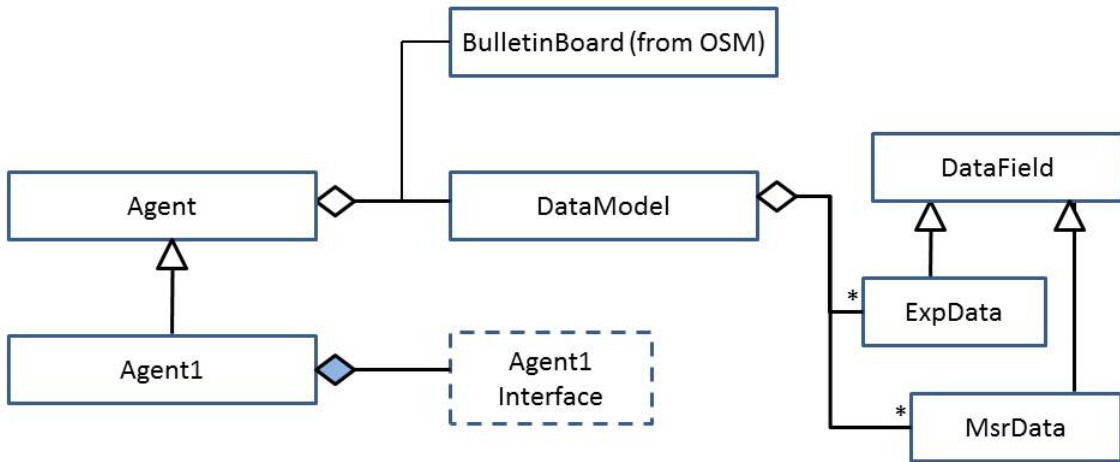 BulletinBoard (from OSM)
DataField
Agent
DataModel
*
ExpData
Agent1
Agent1
Interface
*
MsrData